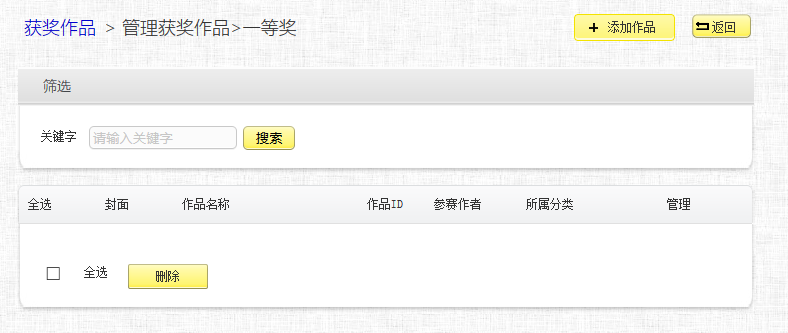 获奖作品 > 管理获奖作品>一等奖
+ 添加作品 返回
筛选
关键字 请输入关键字 搜索
全选 封面 作品名称 作品ID 参赛作者 所属分类 管理
全选 删除